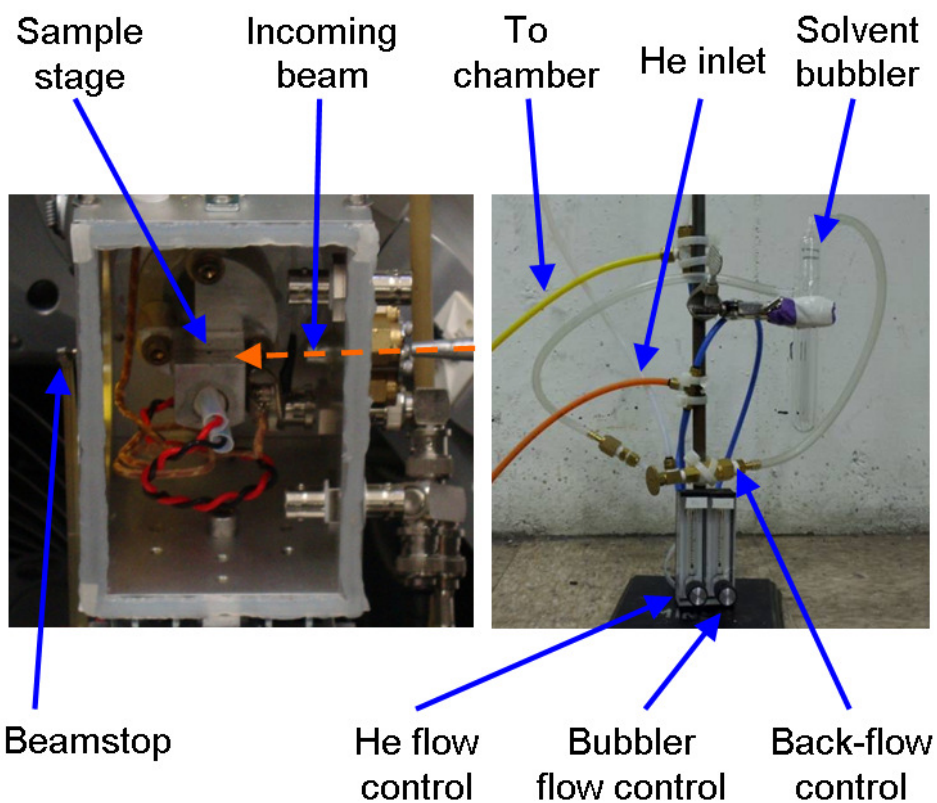 Sample
stage
Incoming
beam
To
chamber
He inlet
Solvent
bubbler
Beamstop
He flow
control
Bubbler
flow control
Back-flow
control